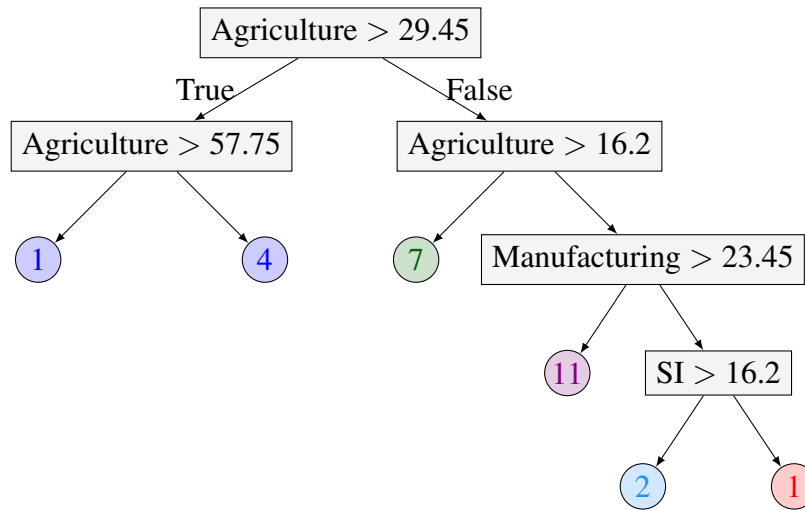 Agriculture > 29.45
True
False
Agriculture > 57.75
Agriculture > 16.2
1
4
7
Manufacturing > 23.45
11
SI > 16.2
2
1